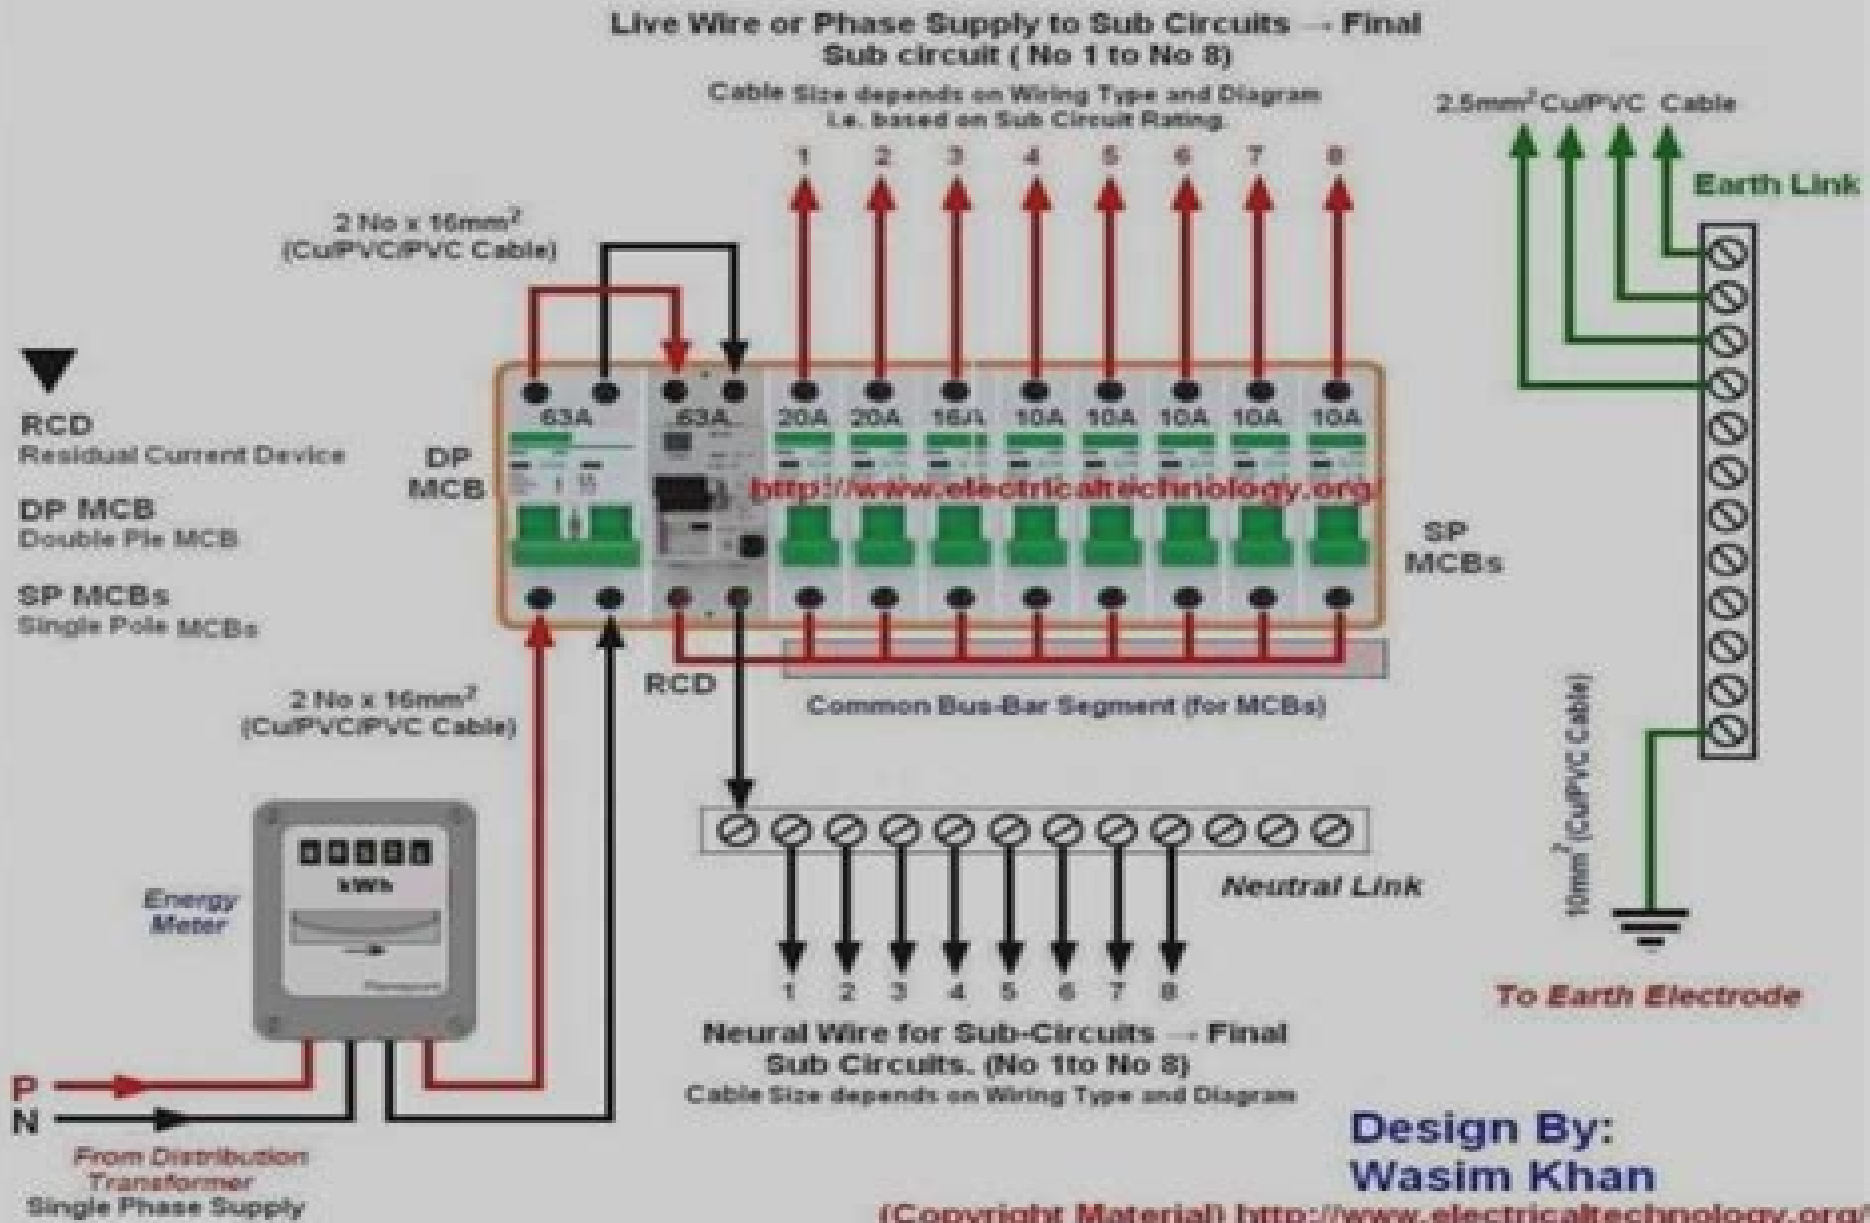 Live Wire or Phase Supply to Sub Circuits → Final
Sub circuit ( No 1 to No 8)
Cable Size depends on Wiring Type and Diagram
i.e. based on Sub Circuit Rating.
1 2 3 4 5 6 7 8
2.5mm² Cu/PVC Cable
Earth Link
2 No x 16mm²
(Cu/PVC/PVC Cable)
RCD
Residual Current Device
DP MCB
Double Ple MCB
SP MCBs
Single Pole MCBs
DP
MCB
63A 63A 20A 20A 16A 10A 10A 10A 10A 10A
http://www.electricaltechnology.org/
SP
MCBs
RCD
Common Bus-Bar Segment (for MCBs)
2 No x 16mm²
(Cu/PVC/PVC Cable)
10mm² (Cu/PVC Cable)
Energy
Meter
kWh
Neutral Link
1 2 3 4 5 6 7 8
Neural Wire for Sub-Circuits → Final
Sub Circuits. (No 1to No 8)
Cable Size depends on Wiring Type and Diagram
To Earth Electrode
P
N
From Distribution
Transformer
Single Phase Supply
Design By:
Wasim Khan
(Copyright Material) http://www.electricaltechnology.org/